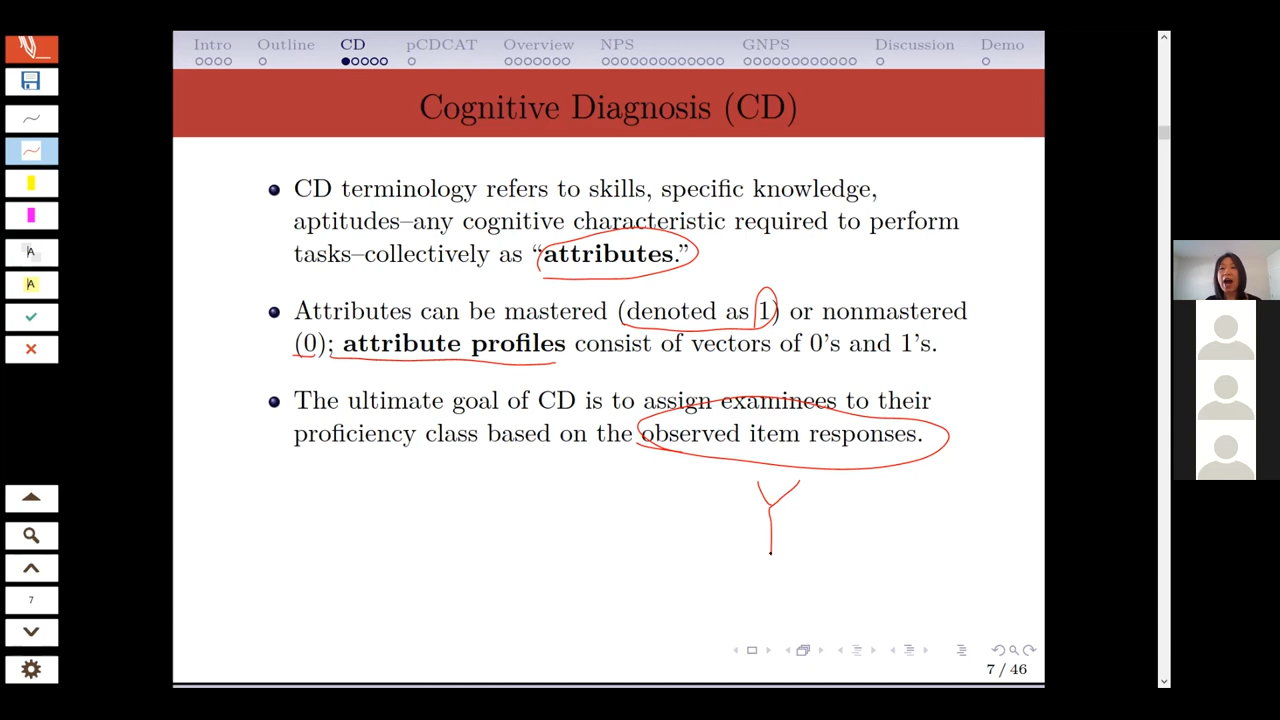 Intro Outline CD pCDCAT Overview NPS GNPS Discussion Demo
Cognitive Diagnosis (CD)
CD terminology refers to skills, specific knowledge,
aptitudes–any cognitive characteristic required to perform
tasks–collectively as “attributes.”
Attributes can be mastered (denoted as 1) or nonmastered
(0); attribute profiles consist of vectors of 0’s and 1’s.
The ultimate goal of CD is to assign examinees to their
proficiency class based on the observed item responses.
Y
7 / 46
A
A
7